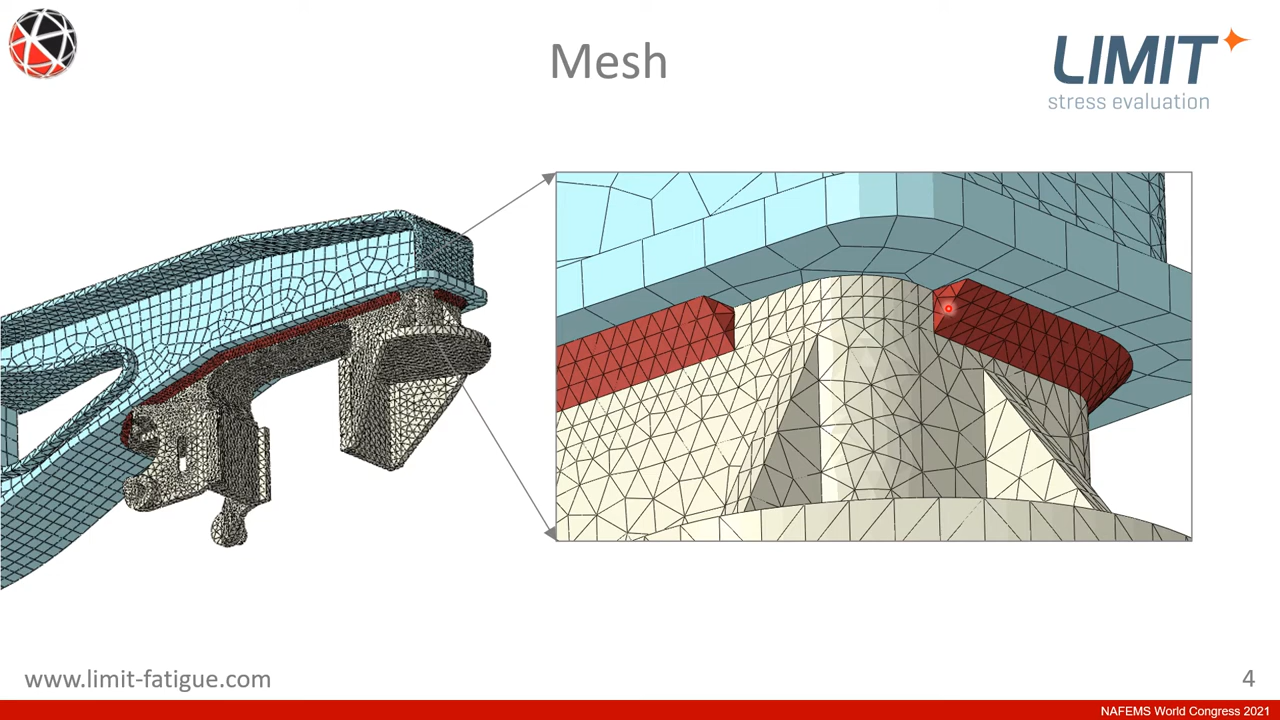 Mesh
LIMIT
stress evaluation
www.limit-fatigue.com
4
NAFEMS World Congress 2021